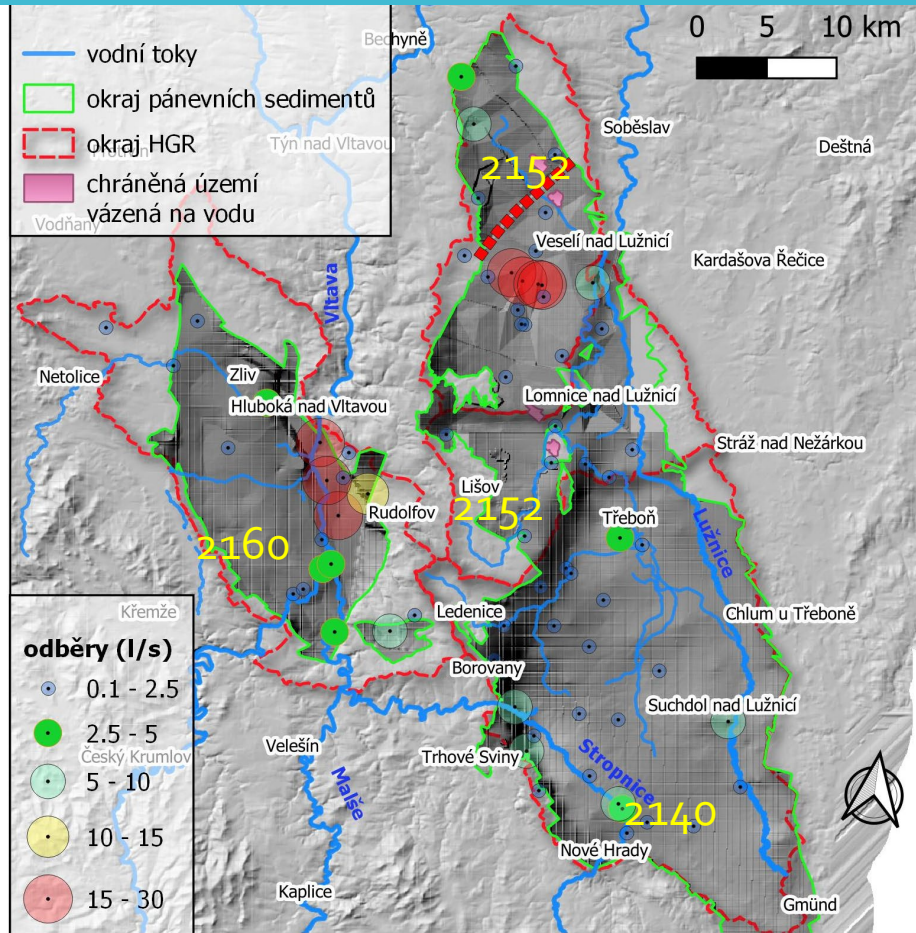 vodní toky
okraj pánevních sedimentů
okraj HGR
chráněná území
vázená na vodu
0 5 10 km
Bechyně
Týn nad Vltavou
Vodňany
Soběslav
Deštná
2152
Veselí nad Lužnicí
Kardašova Řečice
Vltava
Netolice
Zliv
Hluboká nad Vltavou
Lomnice nad Lužnicí
Stráž nad Nežárkou
Lišov
Rudolfov
2152
Třeboň
2160
Lužnice
Křemže
Ledenice
Chlum u Třeboně
Borovany
Suchdol nad Lužnicí
Velešín
Trhové Sviny
Český Krumlov
Malše
Stropnice
2140
Nové Hrady
Kaplice
Gmünd
odběry (l/s)
0.1 - 2.5
2.5 - 5
5 - 10
10 - 15
15 - 30